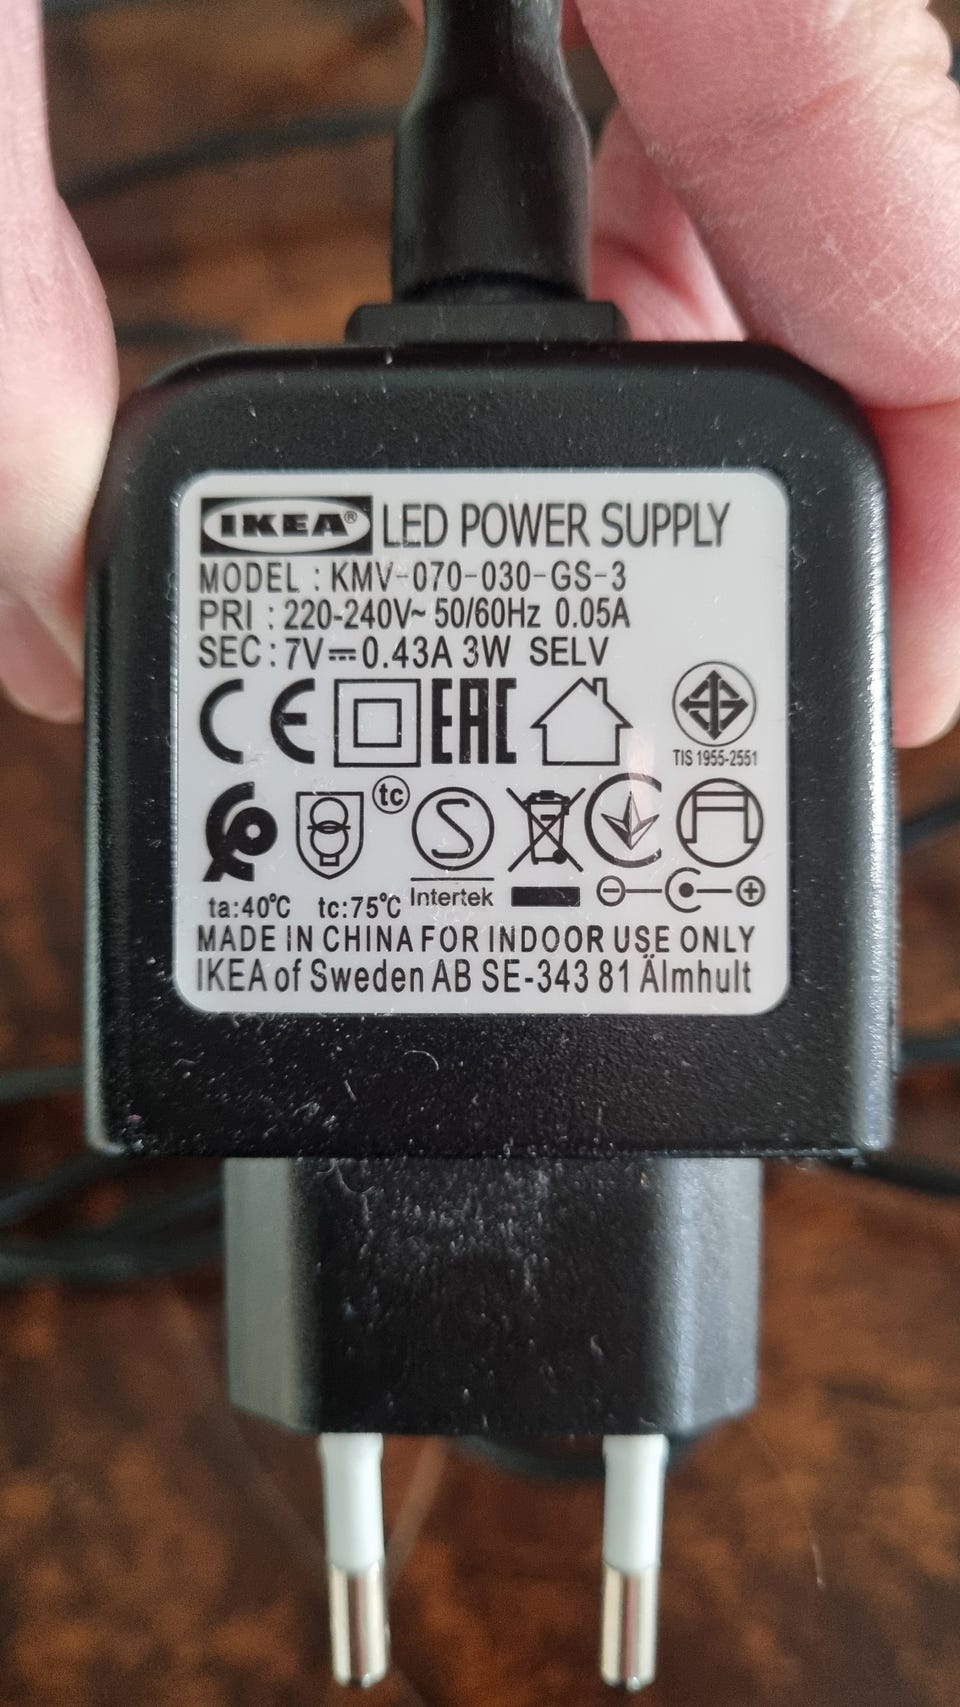 IKEA® LED POWER SUPPLY
MODEL : KMV-070-030-GS-3
PRI : 220-240V~ 50/60Hz 0.05A
SEC : 7V⎓0.43A 3W SELV
CE EAC
TIS 1955-2551
tc S
Intertek
ta:40°C tc:75°C
MADE IN CHINA FOR INDOOR USE ONLY
IKEA of Sweden AB SE-343 81 Älmhult